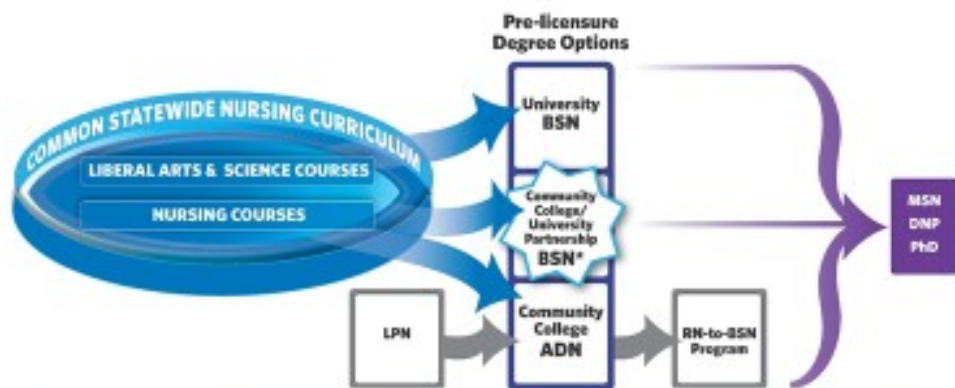 Pre-licensure
Degree Options
COMMON STATEWIDE NURSING CURRICULUM
LIBERAL ARTS & SCIENCE COURSES
NURSING COURSES
University
BSN
Community
College/
University
Partnership
BSN*
Community
College
ADN
LPN
RN-to-BSN
Program
MSN
DNP
PhD